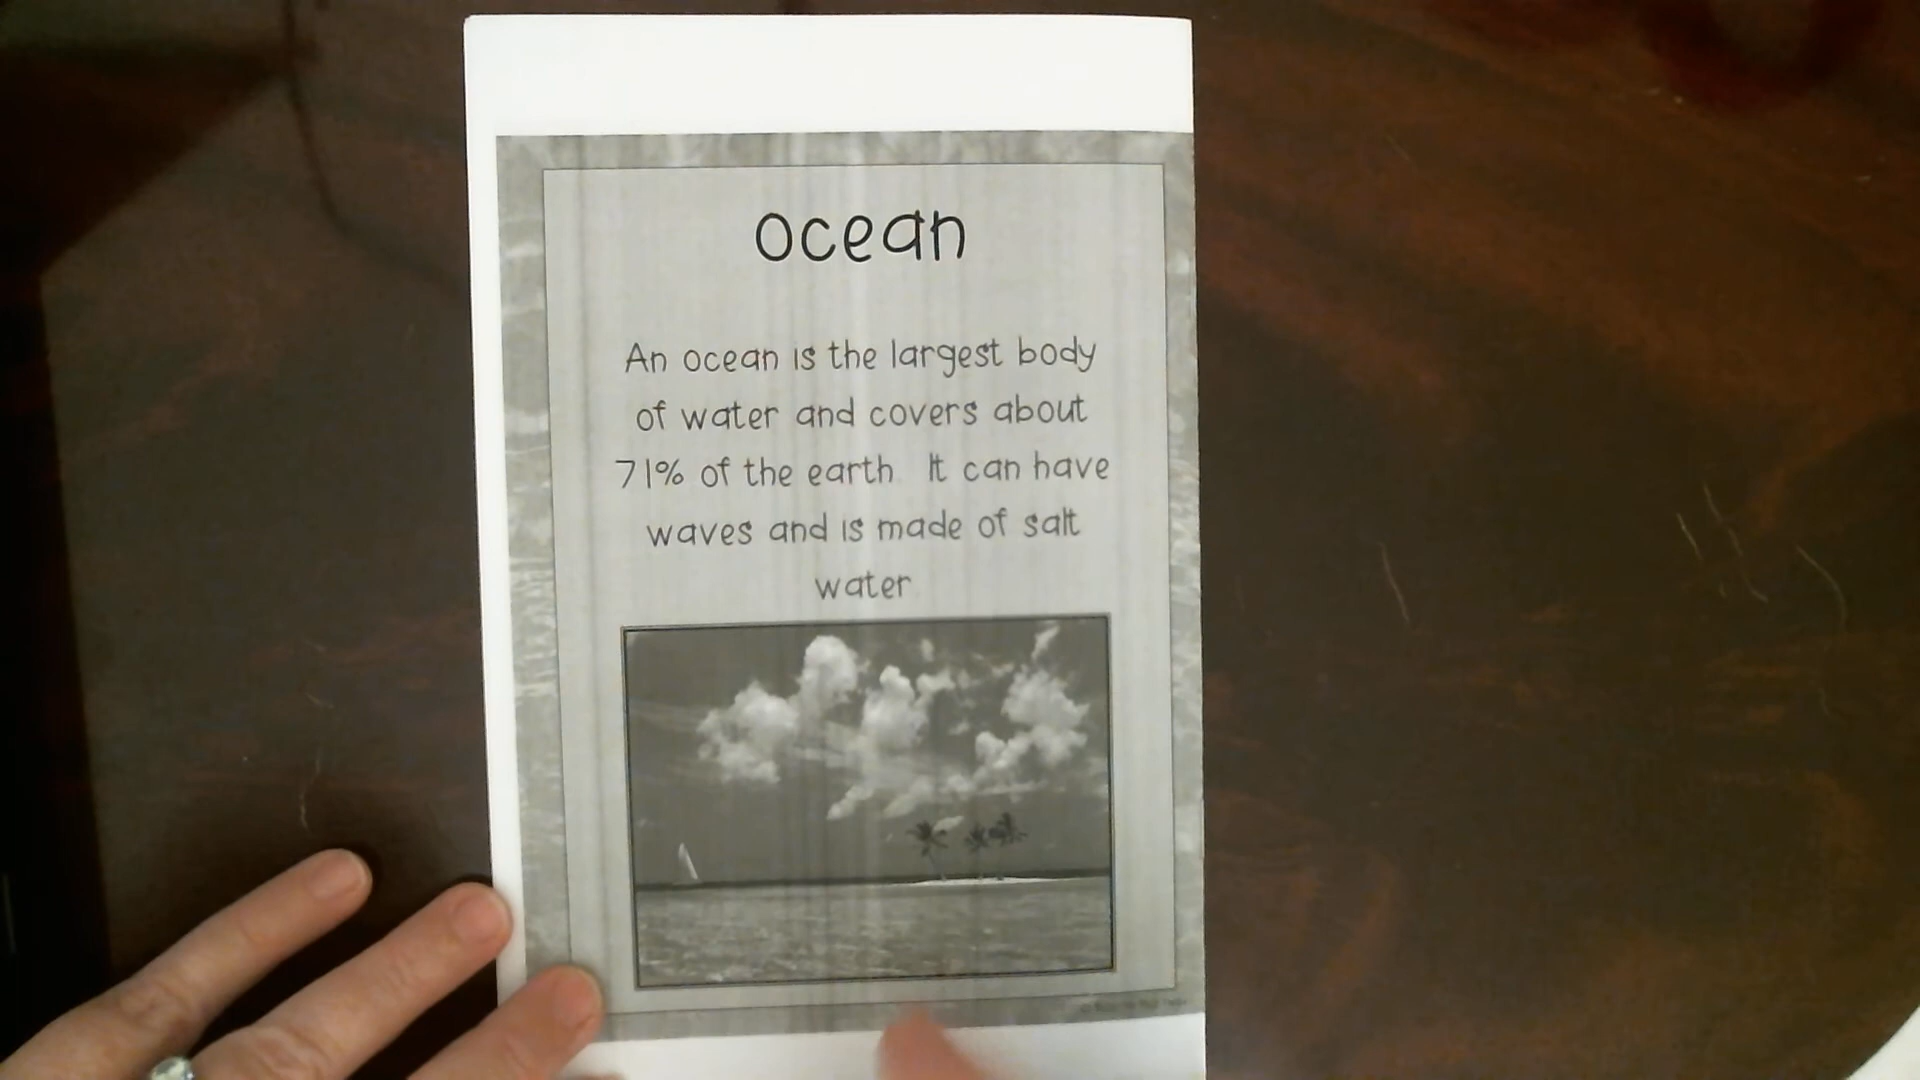 ocean
An ocean is the largest body
of water and covers about
71% of the earth  It can have
waves and is made of salt
water